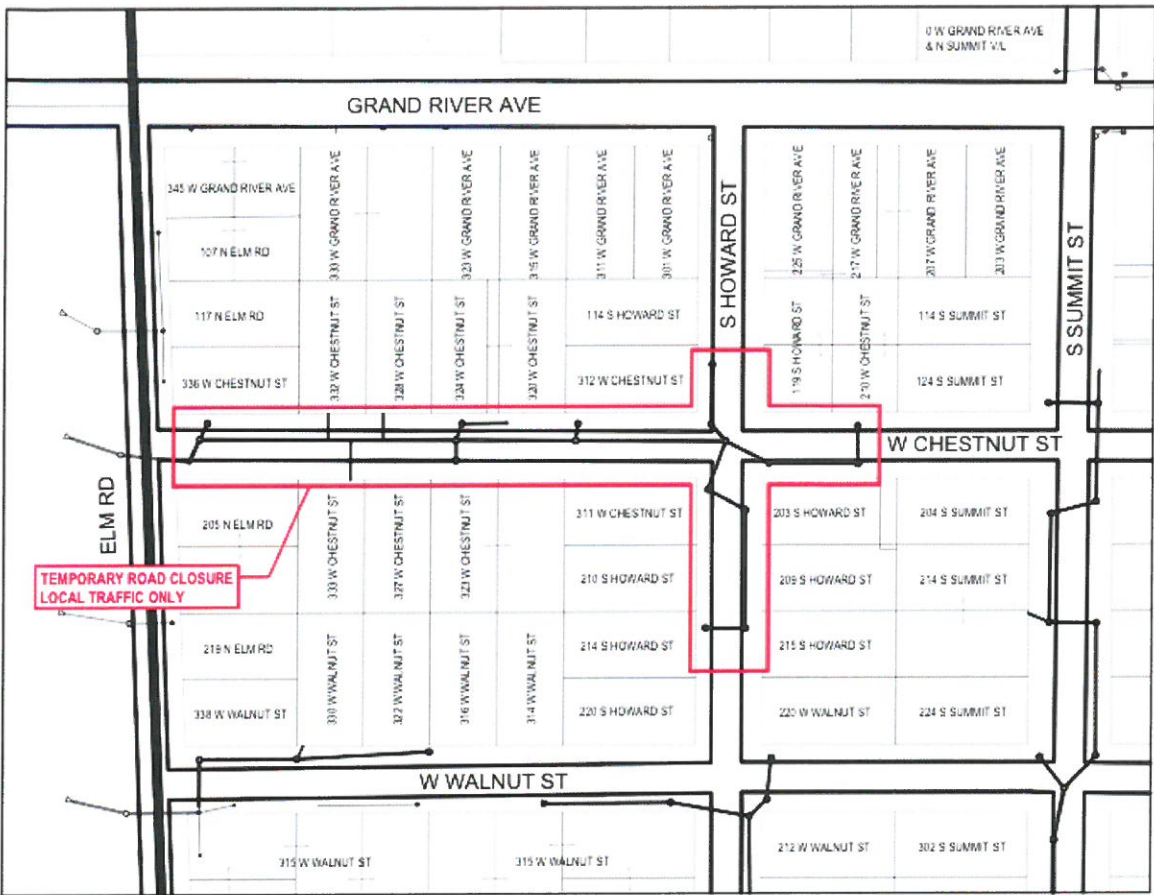 0 W GRAND RIVER AVE
& N SUMMIT V/L
GRAND RIVER AVE
345 W GRAND RIVER AVE
107 N ELM RD
333 W GRAND RIVER AVE
323 W GRAND RIVER AVE
315 W GRAND RIVER AVE
311 W GRAND RIVER AVE
301 W GRAND RIVER AVE
S HOWARD ST
225 W GRAND RIVER AVE
217 W GRAND RIVER AVE
207 W GRAND RIVER AVE
203 W GRAND RIVER AVE
S SUMMIT ST
117 N ELM RD
336 W CHESTNUT ST
332 W CHESTNUT ST
328 W CHESTNUT ST
324 W CHESTNUT ST
320 W CHESTNUT ST
114 S HOWARD ST
312 W CHESTNUT ST
119 S HOWARD ST
210 W CHESTNUT ST
114 S SUMMIT ST
124 S SUMMIT ST
W CHESTNUT ST
ELM RD
205 N ELM RD
333 W CHESTNUT ST
327 W CHESTNUT ST
323 W CHESTNUT ST
311 W CHESTNUT ST
203 S HOWARD ST
204 S SUMMIT ST
TEMPORARY ROAD CLOSURE
LOCAL TRAFFIC ONLY
210 S HOWARD ST
209 S HOWARD ST
214 S SUMMIT ST
219 N ELM RD
338 W WALNUT ST
330 W WALNUT ST
322 W WALNUT ST
316 W WALNUT ST
314 W WALNUT ST
214 S HOWARD ST
215 S HOWARD ST
220 S HOWARD ST
220 W WALNUT ST
224 S SUMMIT ST
W WALNUT ST
315 W WALNUT ST
315 W WALNUT ST
212 W WALNUT ST
302 S SUMMIT ST